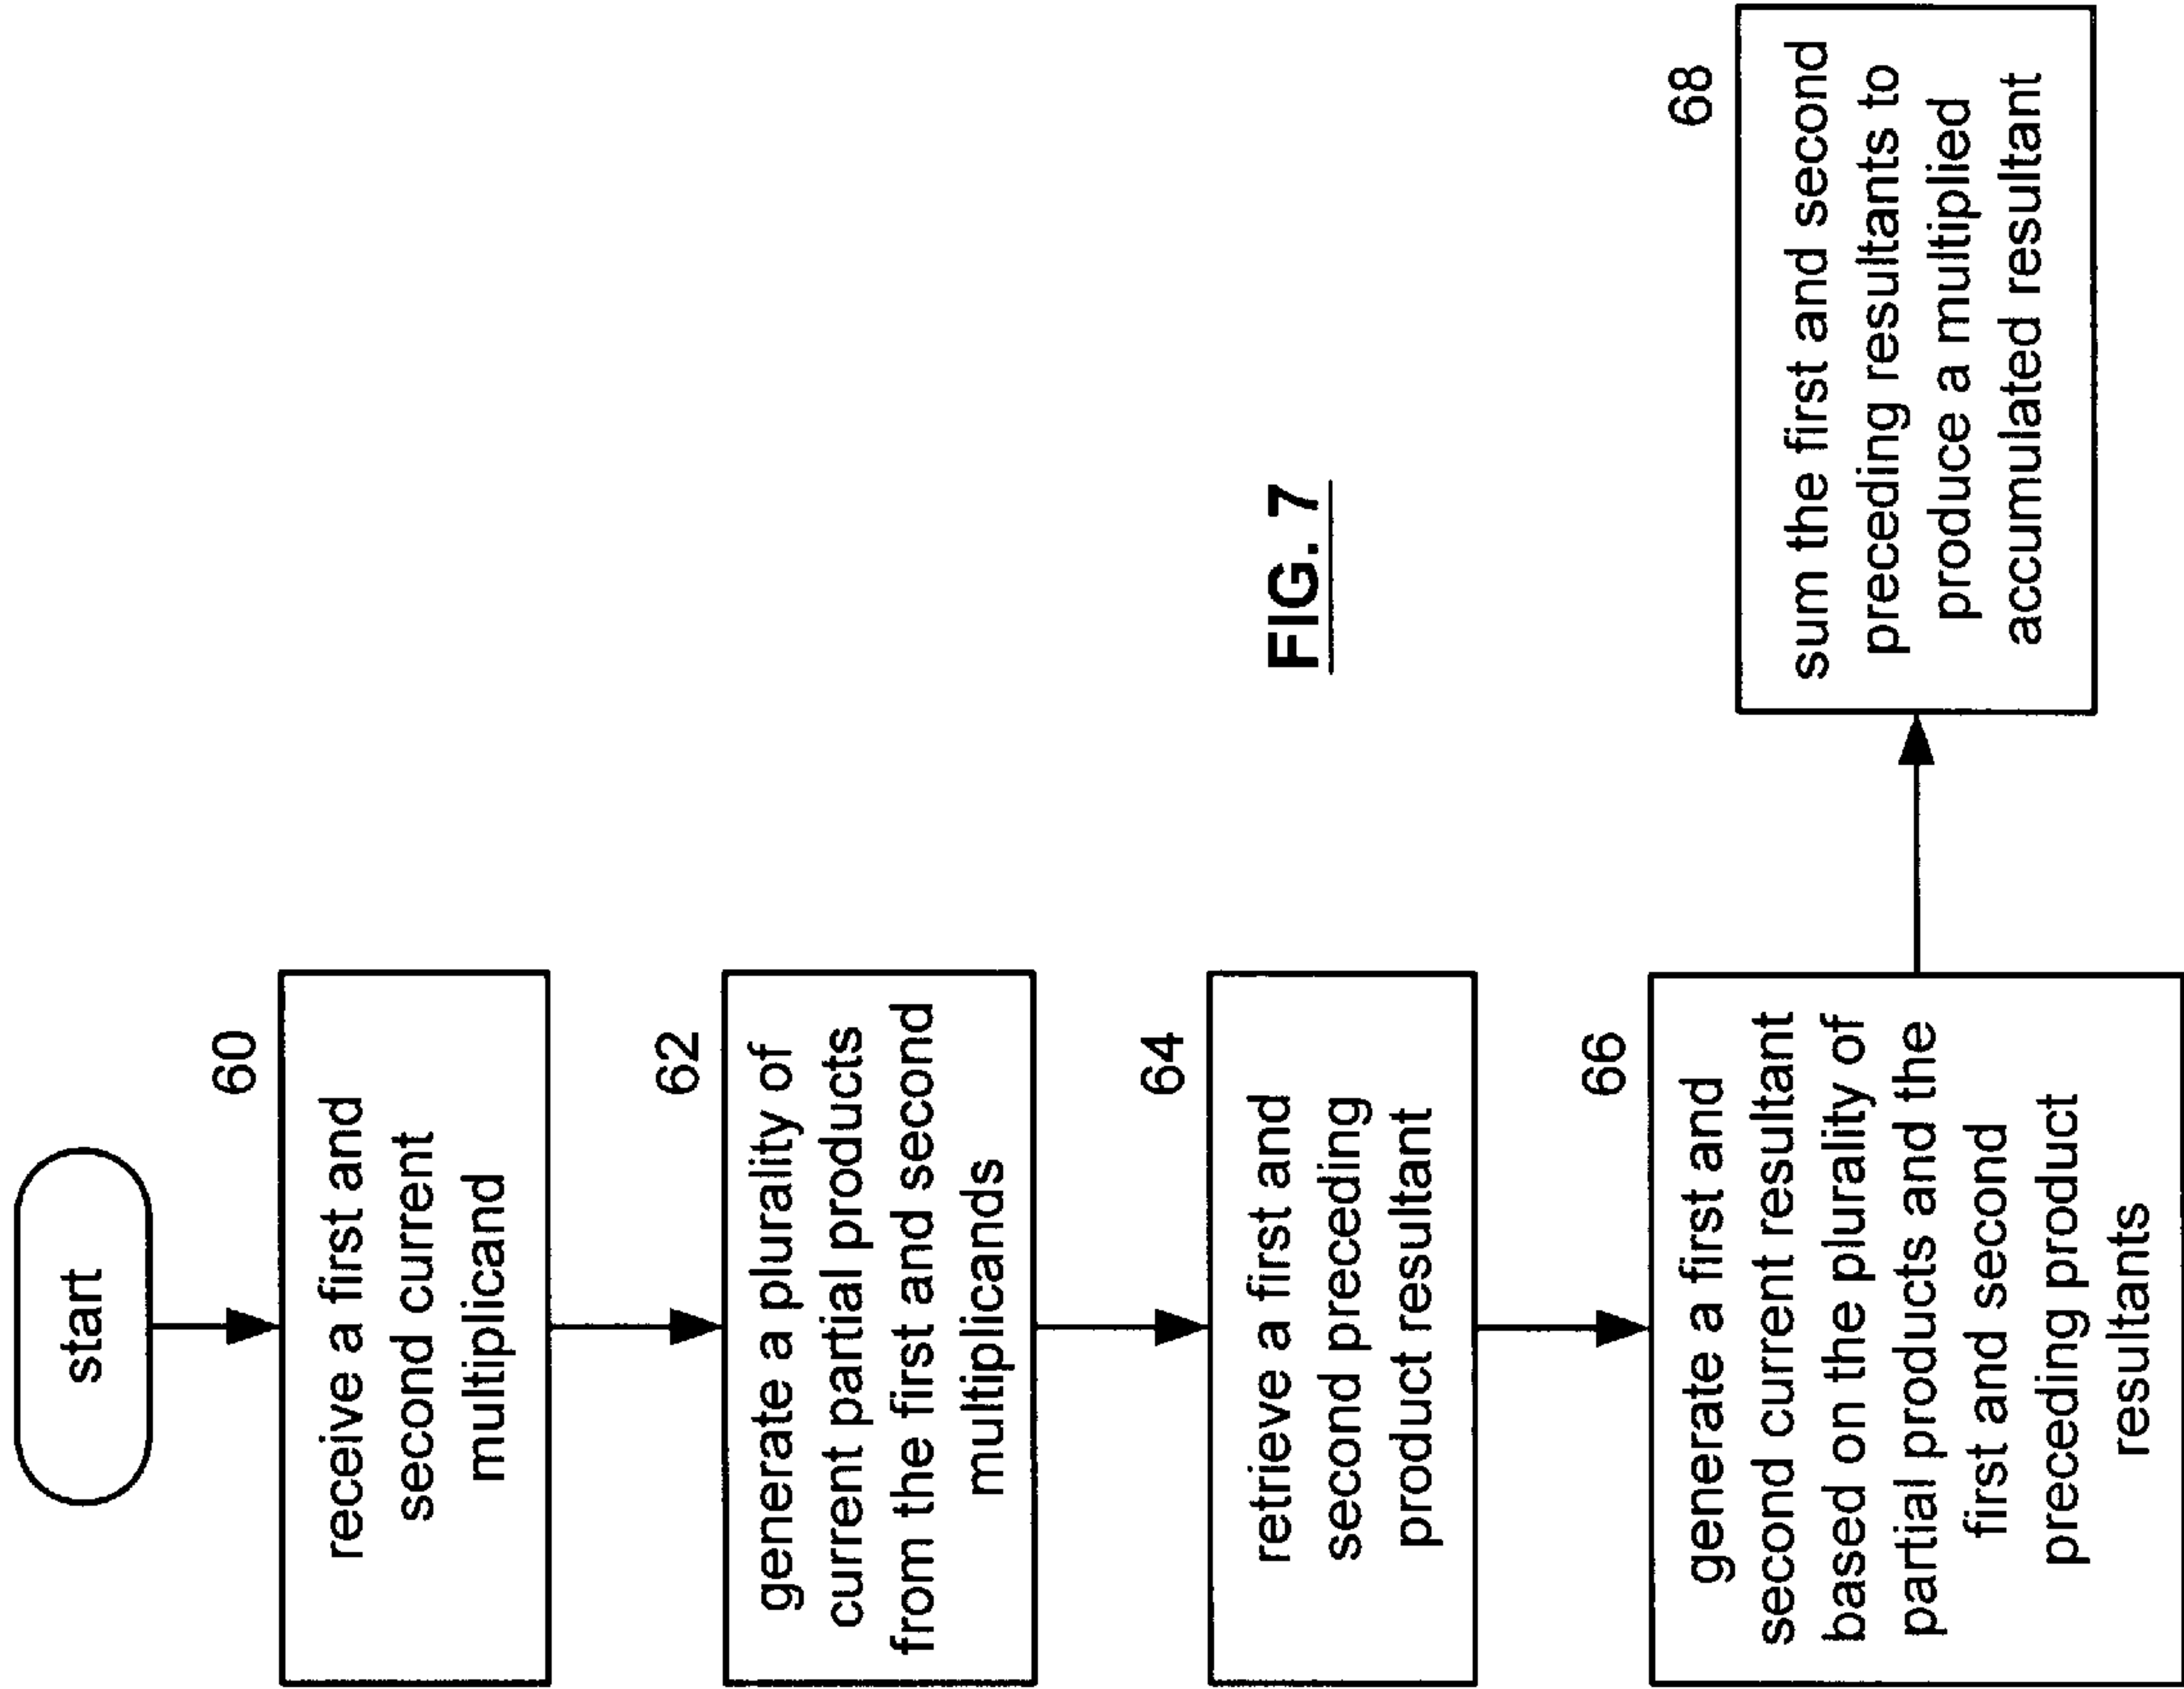 start
60
receive a first and
second current
multiplicand
62
generate a plurality of
current partial products
from the first and second
multiplicands
64
retrieve a first and
second preceding
product resultant
66
generate a first and
second current resultant
based on the plurality of
partial products and the
first and second
preceding product
resultants
68
sum the first and second
preceding resultants to
produce a multiplied
accumulated resultant
FIG. 7